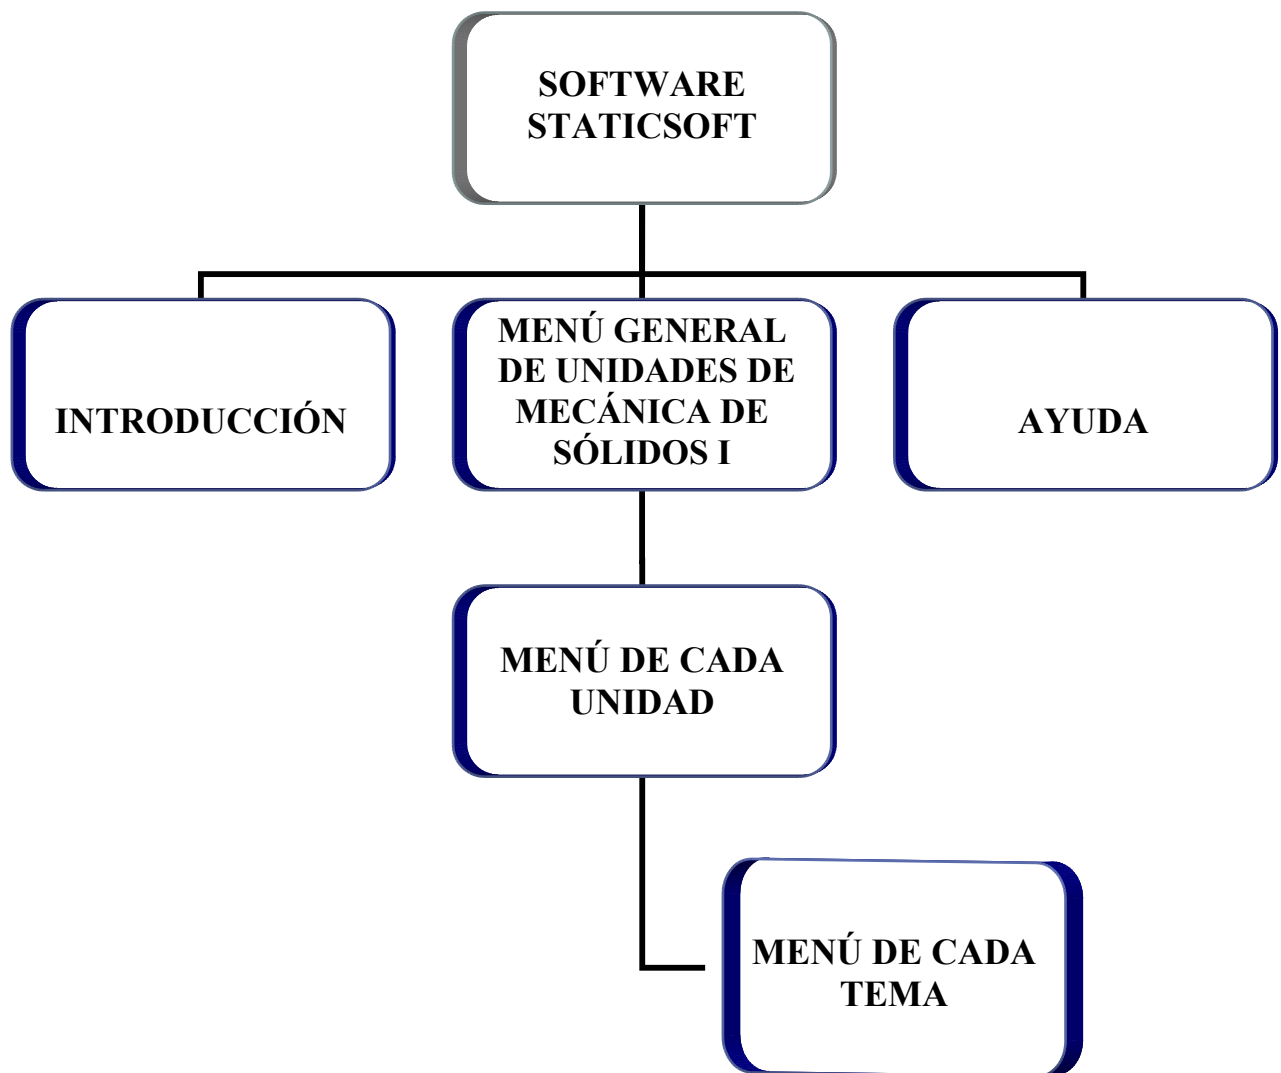 SOFTWARE
STATICSOFT
INTRODUCCIÓN
MENÚ GENERAL
DE UNIDADES DE
MECÁNICA DE
SÓLIDOS I
AYUDA
MENÚ DE CADA
UNIDAD
MENÚ DE CADA
TEMA